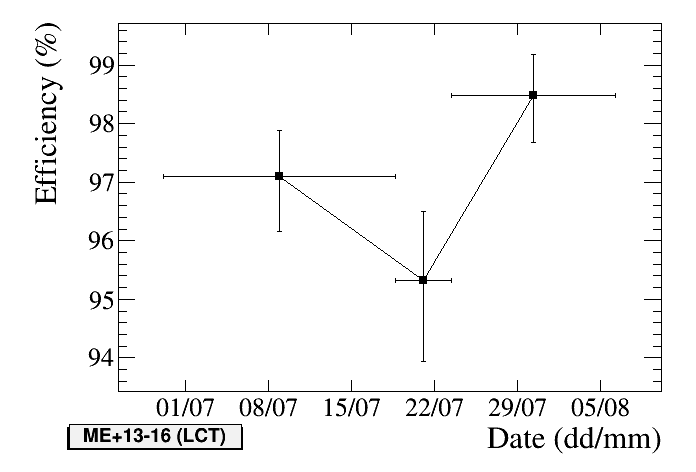 Efficiency (%)
99
98
97
96
95
94
01/07 08/07 15/07 22/07 29/07 05/08
ME+13-16 (LCT)
Date (dd/mm)